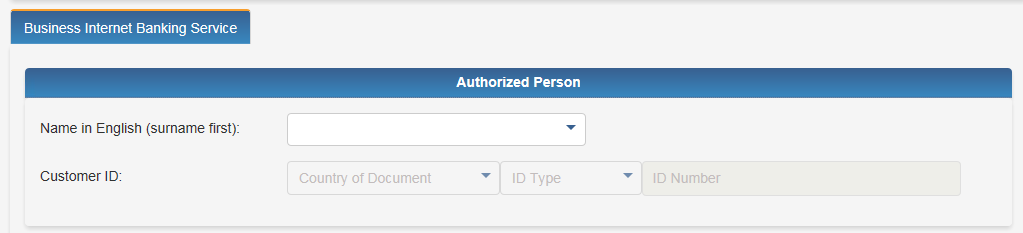 Business Internet Banking Service
Authorized Person
Name in English (surname first):
Customer ID: Country of Document ID Type ID Number